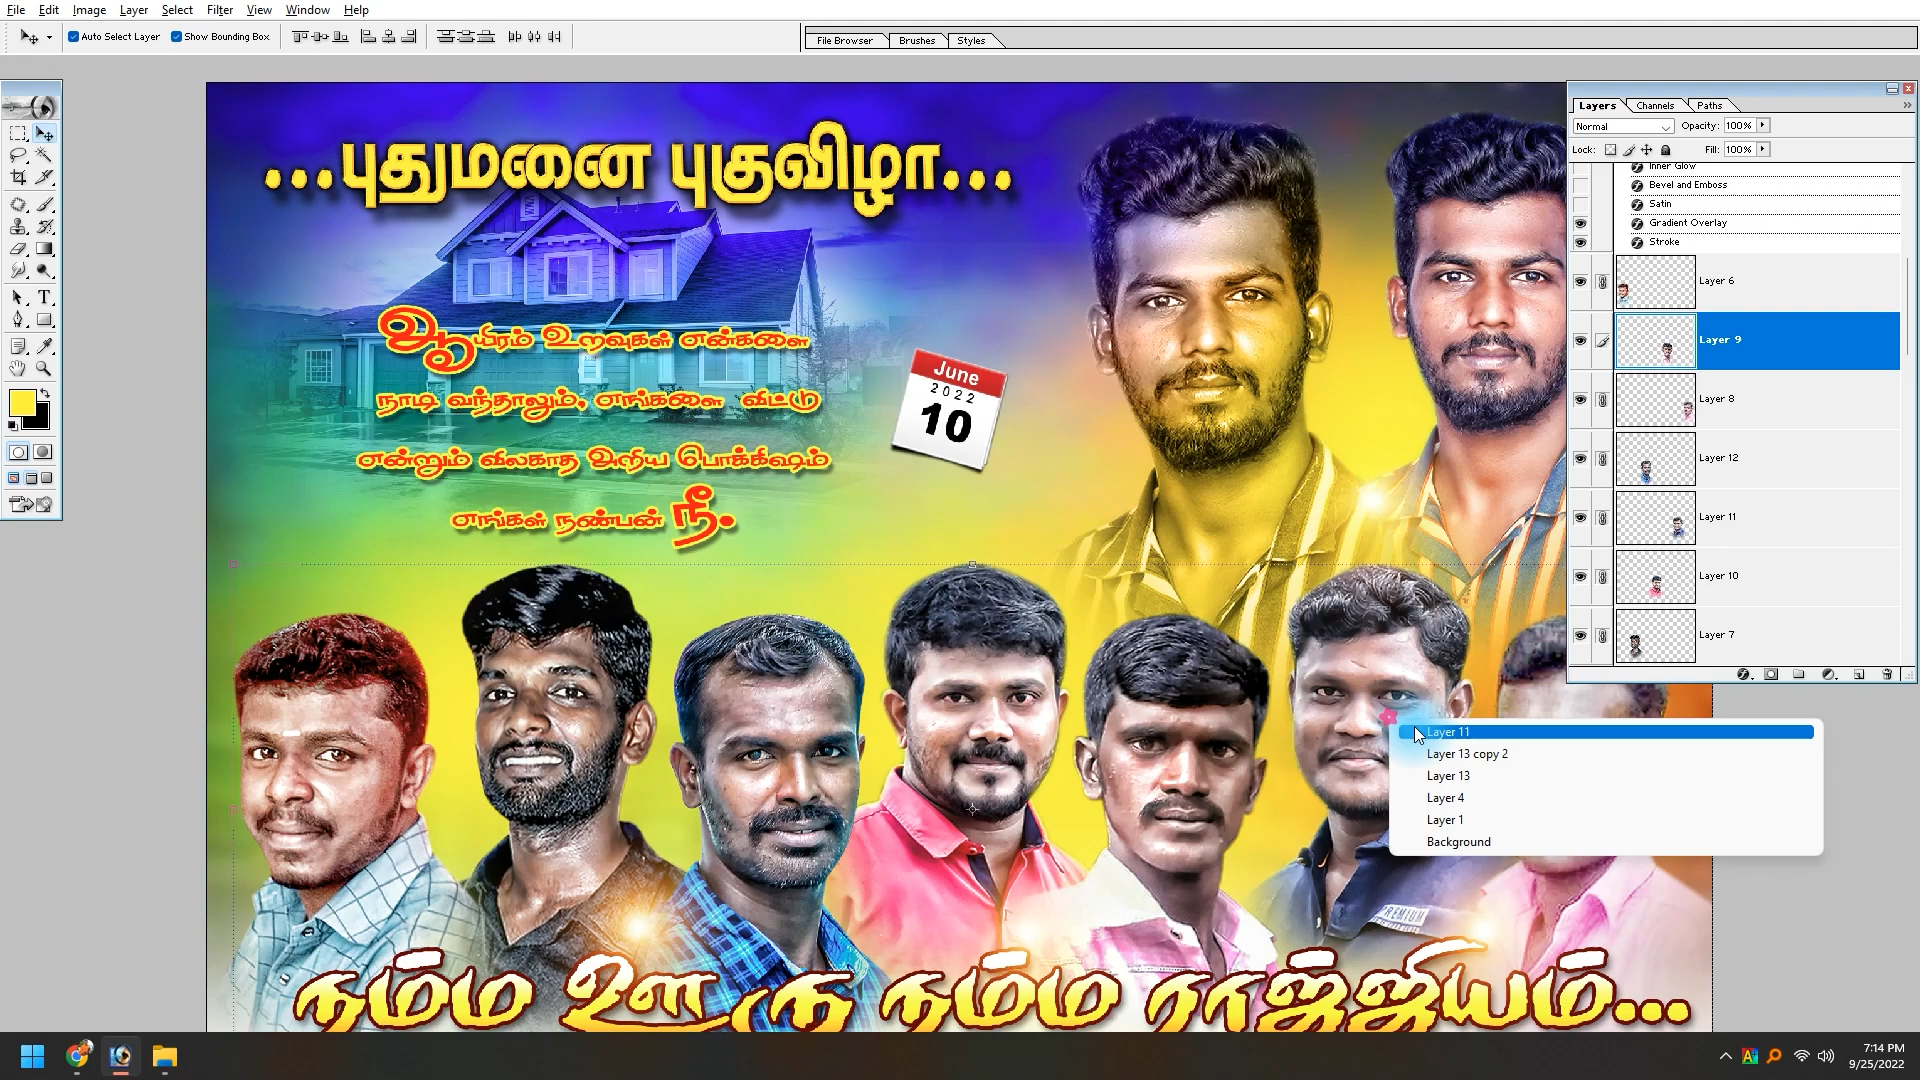 File Edit Image Layer Select Filter View Window Help
Auto Select Layer Show Bounding Box
File Browser Brushes Styles
Layers Channels Paths
Normal Opacity: 100%
Lock: Fill: 100%
Inner Glow
Bevel and Emboss
Satin
Gradient Overlay
Stroke
Layer 6
Layer 9
Layer 8
Layer 12
Layer 11
Layer 10
Layer 7
...புதுமனை புகுவிழா...
ஆயிரம் உறவுகள் எங்களை
நாடி வந்தாலும், எங்களை விட்டு
என்றும் விலகாத அரிய பொக்கிஷம்
எங்கள் நண்பன் நீ.
June
2022
10
Layer 11
Layer 13 copy 2
Layer 13
Layer 4
Layer 1
Background
PREMIUM
நம்ம ஊரு நம்ம ராஜ்ஜியம்...
7:14 PM
9/25/2022